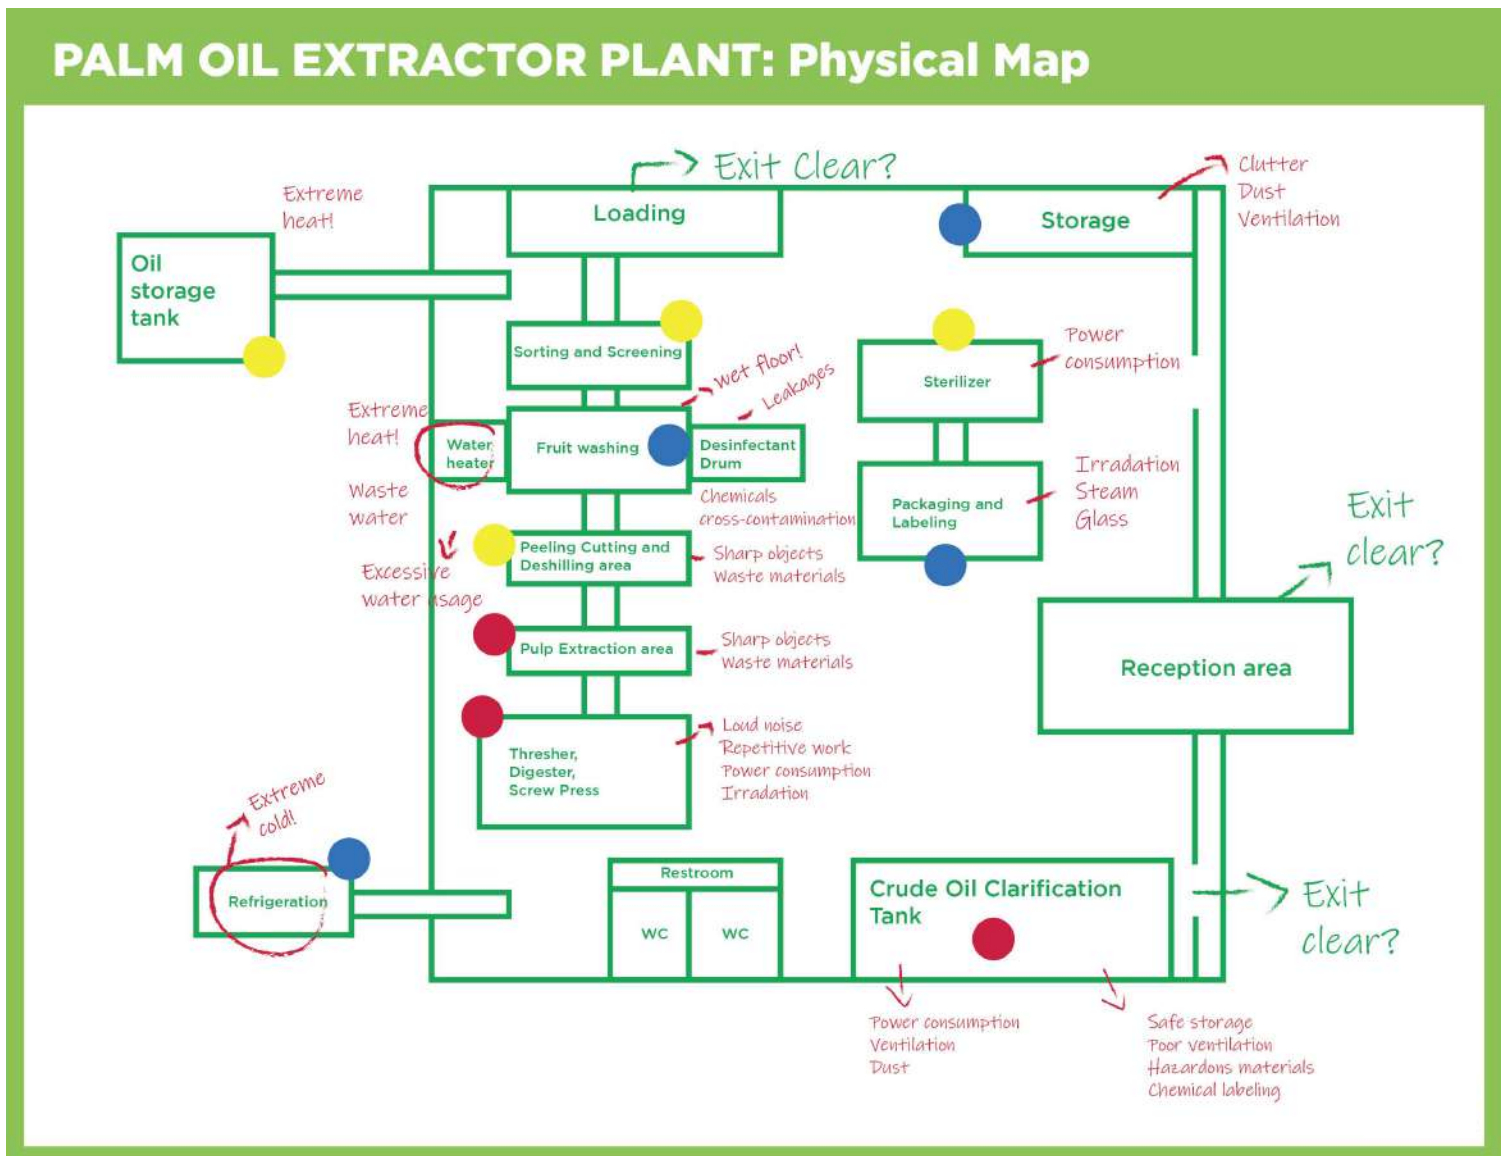 PALM OIL EXTRACTOR PLANT: Physical Map
Exit Clear?
Clutter
Dust
Ventilation
Extreme
heat!
Loading
Storage
Oil
storage
tank
Sorting and Screening
Power
consumption
Sterilizer
Wet floor!
Leakages
Extreme
heat!
Water
heater
Fruit washing
Desinfectant
Drum
Irradation
Steam
Glass
Waste
water
Chemicals
cross-contamination
Packaging and
Labeling
Exit
clear?
Peeling Cutting and
Deshilling area
Sharp objects
Waste materials
Excessive
water usage
Pulp Extraction area
Sharp objects
Waste materials
Reception area
Thresher,
Digester,
Screw Press
Loud noise
Repetitive work
Power consumption
Irradation
Extreme
cold!
Refrigeration
Restroom
WC
WC
Crude Oil Clarification
Tank
Exit
clear?
Power consumption
Ventilation
Dust
Safe storage
Poor ventilation
Hazardons materials
Chemical labeling